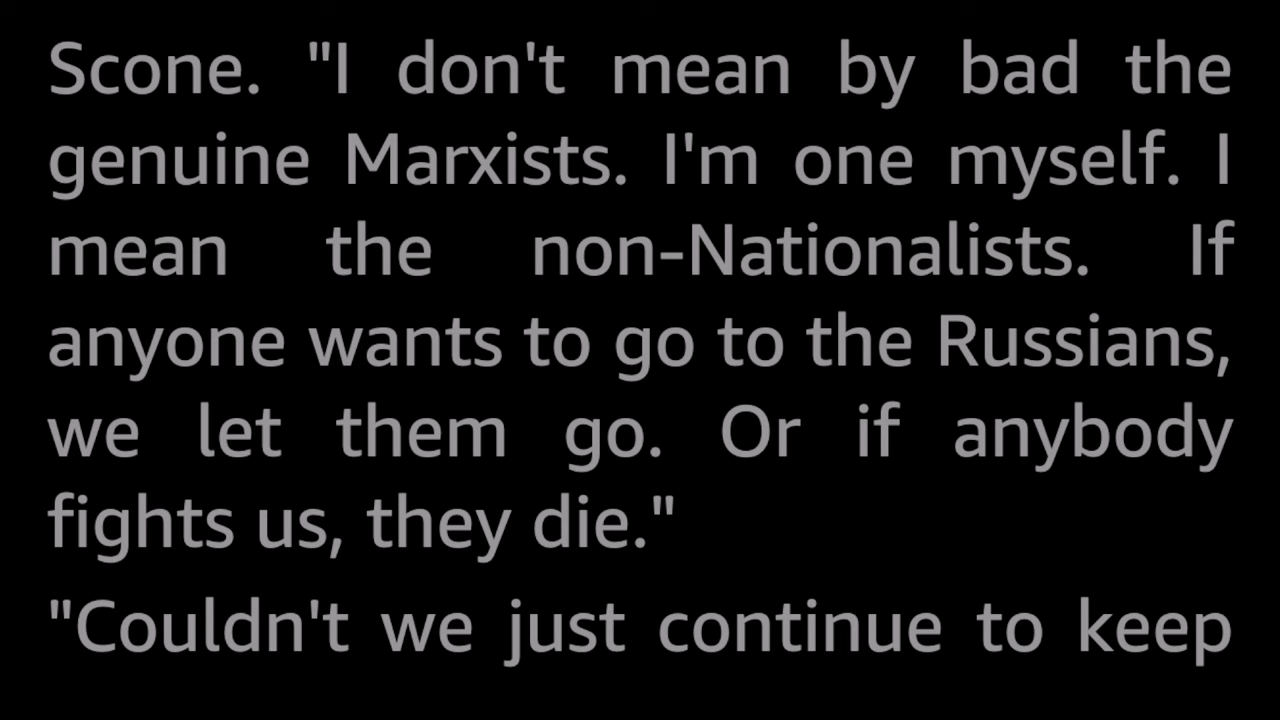 Scone. "I don't mean by bad the
genuine Marxists. I'm one myself. I
mean the non-Nationalists. If
anyone wants to go to the Russians,
we let them go. Or if anybody
fights us, they die."
"Couldn't we just continue to keep